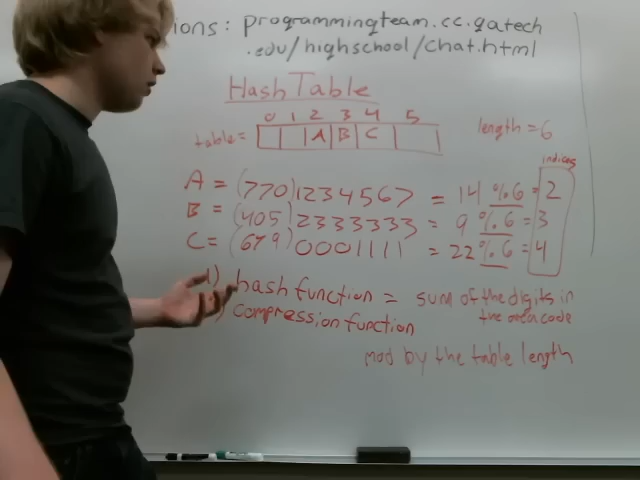 ions: programmingteam.cc.gatech
.edu/highschool/chat.html
Hash Table
0 1 2 3 4 5
table = A B C length = 6
indices
A = (770)1234567 = 14 % 6 = 2
B = (405)2333333 = 9 % 6 = 3
C = (679)0001111 = 22 % 6 = 4
1) hash function = sum of the digits in
the area code
) compression function
mod by the table length